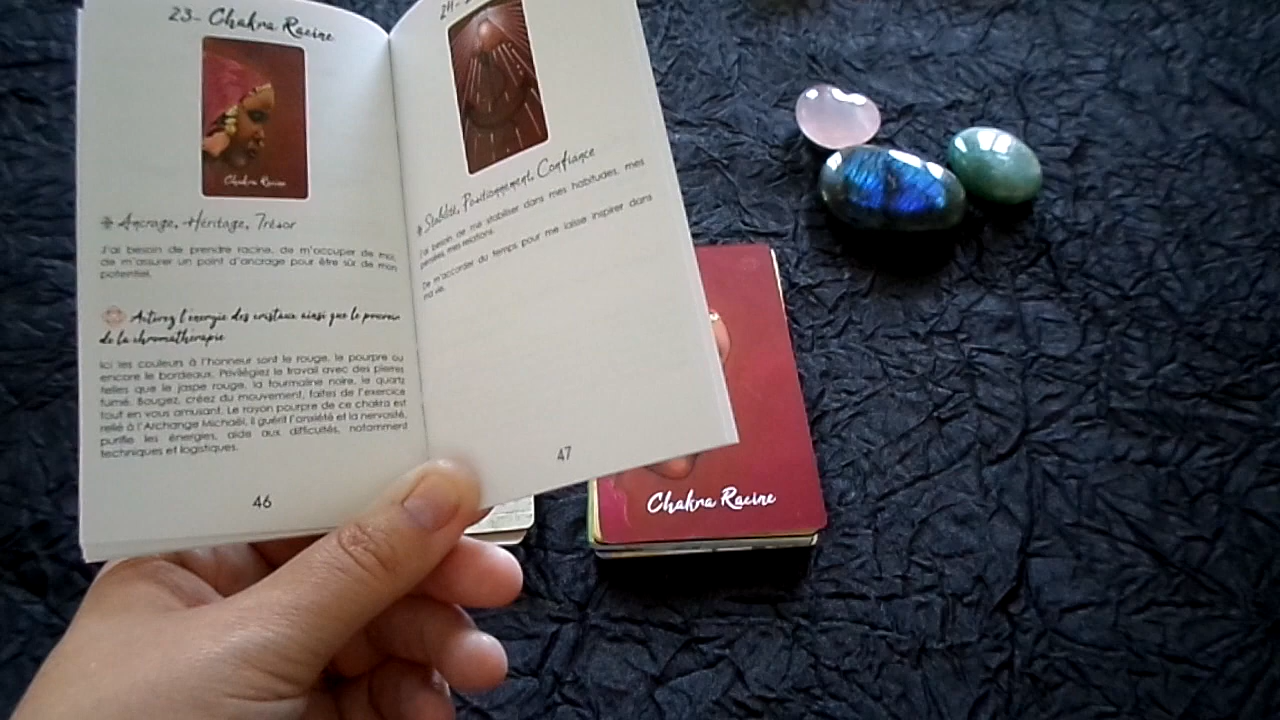 23- Chakra Racine
Chakra Racine
* Ancrage, Héritage, Trésor
J'ai besoin de prendre racine, de m'occuper de moi,
de m'assurer un point d'ancrage pour être sûr de mon
potentiel.
Activez l'énergie des cristaux ainsi que le pouvoir
de la chromathérapie
Ici les couleurs à l'honneur sont le rouge, le pourpre ou
encore le bordeaux. Privilégiez le travail avec des pierres
telles que le jaspe rouge, la tourmaline noire, le quartz
fumé. Bougez, créez du mouvement, faites de l'exercice
tout en vous amusant. Le rayon pourpre de ce chakra est
relié à l'Archange Michaël, il guérit l'anxiété et la nervosité,
purifie les énergies, aide aux difficultés, notamment
techniques et logistiques.
46
24-
* Stabilité, Positionnement, Confiance
J'ai besoin de me stabiliser dans mes habitudes, mes
pensées, mes relations.
De m'accorder du temps pour me laisse inspirer dans
ma vie.
47
Chakra Racine